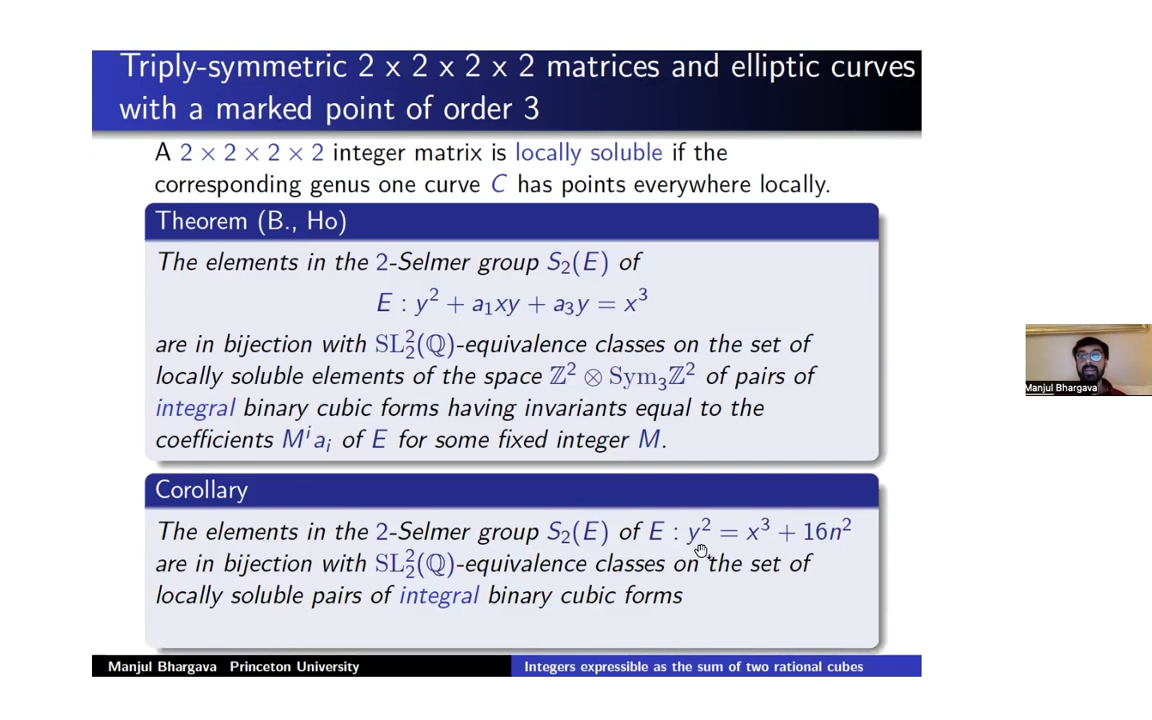 Triply-symmetric 2 x 2 x 2 x 2 matrices and elliptic curves
with a marked point of order 3
A 2 × 2 × 2 × 2 integer matrix is locally soluble if the
corresponding genus one curve C has points everywhere locally.
Theorem (B., Ho)
The elements in the 2-Selmer group S₂(E) of
E : y² + a₁xy + a₃y = x³
are in bijection with SL₂²(ℚ)-equivalence classes on the set of
locally soluble elements of the space ℤ² ⊗ Sym₃ℤ² of pairs of
integral binary cubic forms having invariants equal to the
coefficients Mⁱaᵢ of E for some fixed integer M.
Corollary
The elements in the 2-Selmer group S₂(E) of E : y² = x³ + 16n²
are in bijection with SL₂²(ℚ)-equivalence classes on the set of
locally soluble pairs of integral binary cubic forms
Manjul Bhargava Princeton University
Integers expressible as the sum of two rational cubes
Manjul Bhargava